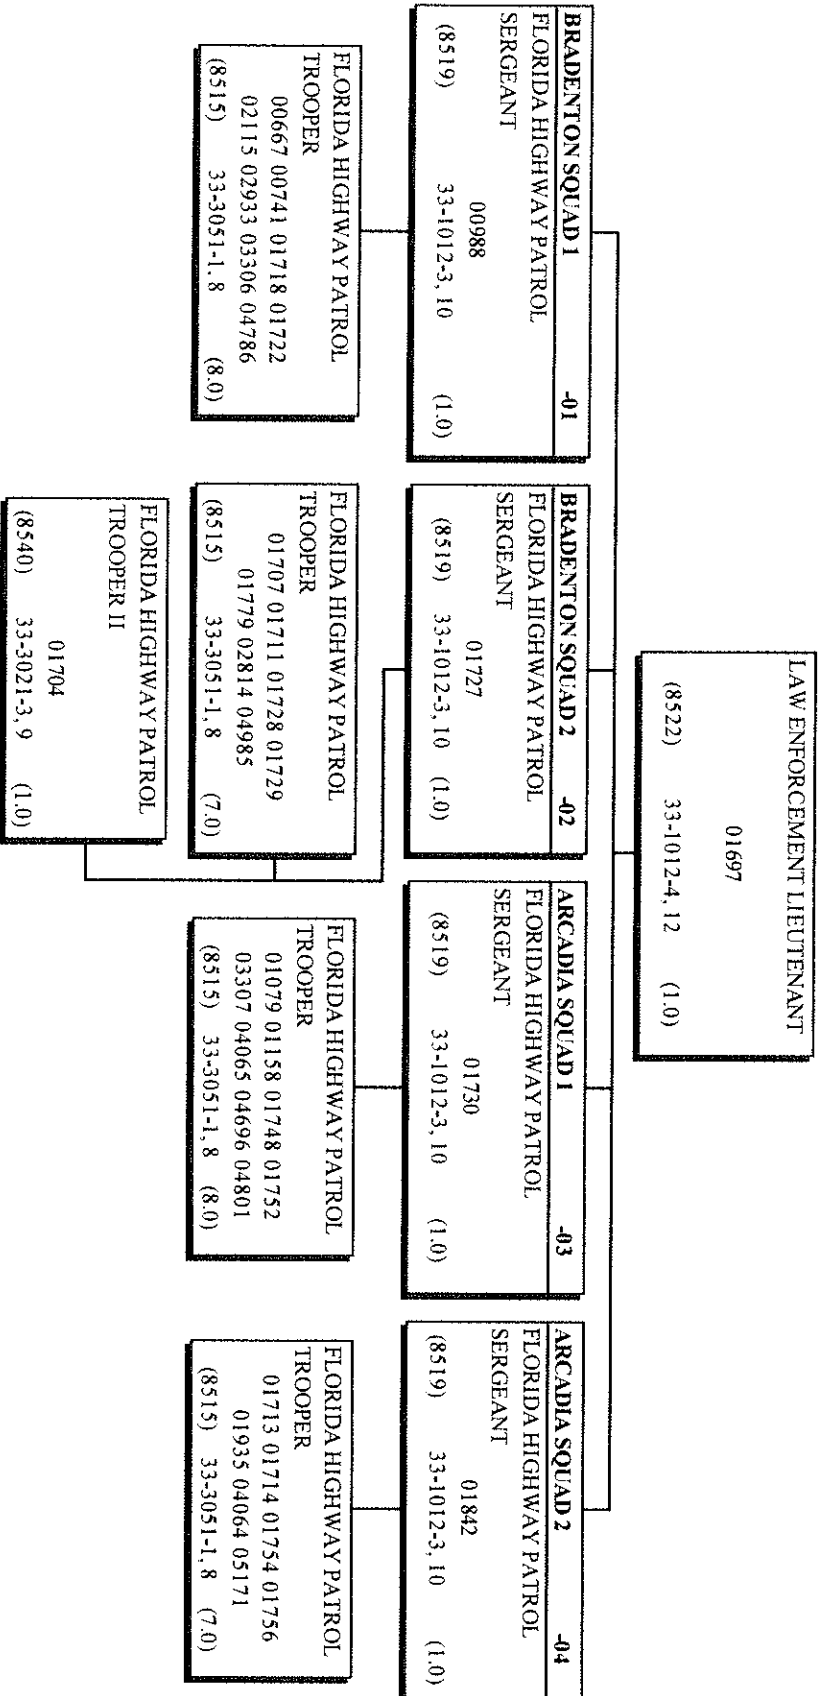 LAW ENFORCEMENT LIEUTENANT
01697
(8522) 33-1012-4, 12 (1.0)
BRADENTON SQUAD 1 -01
FLORIDA HIGHWAY PATROL
SERGEANT
00988
(8519) 33-1012-3, 10 (1.0)
FLORIDA HIGHWAY PATROL
TROOPER
00667 00741 01718 01722
02115 02933 03306 04786
(8515) 33-3051-1, 8 (8.0)
BRADENTON SQUAD 2 -02
FLORIDA HIGHWAY PATROL
SERGEANT
01727
(8519) 33-1012-3, 10 (1.0)
FLORIDA HIGHWAY PATROL
TROOPER
01707 01711 01728 01729
01779 02814 04985
(8515) 33-3051-1, 8 (7.0)
FLORIDA HIGHWAY PATROL
TROOPER II
01704
(8540) 33-3021-3, 9 (1.0)
ARCADIA SQUAD 1 -03
FLORIDA HIGHWAY PATROL
SERGEANT
01730
(8519) 33-1012-3, 10 (1.0)
FLORIDA HIGHWAY PATROL
TROOPER
01079 01158 01748 01752
03307 04065 04696 04801
(8515) 33-3051-1, 8 (8.0)
ARCADIA SQUAD 2 -04
FLORIDA HIGHWAY PATROL
SERGEANT
01842
(8519) 33-1012-3, 10 (1.0)
FLORIDA HIGHWAY PATROL
TROOPER
01713 01714 01754 01756
01935 04064 05171
(8515) 33-3051-1, 8 (7.0)